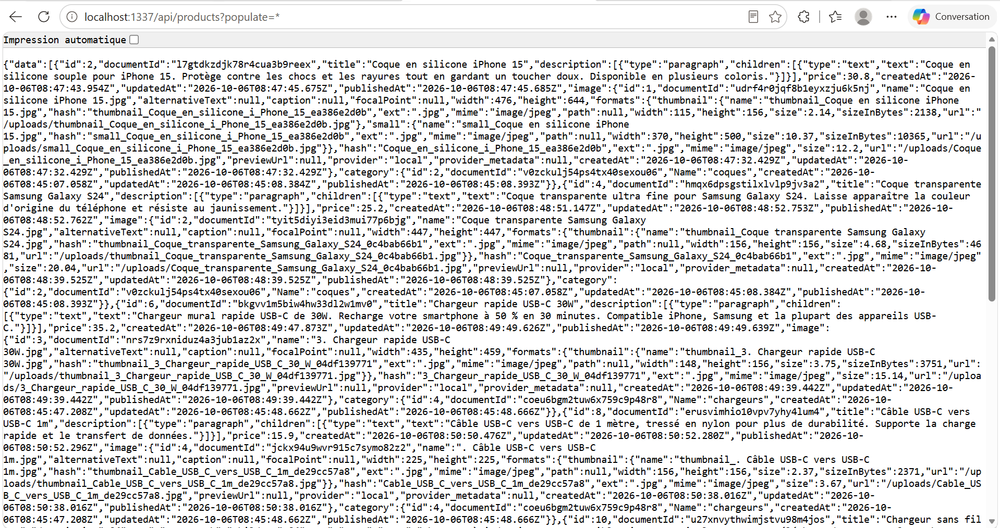 localhost:1337/api/products?populate=*
Conversation
Impression automatique
{"data":[{"id":2,"documentId":"l7gtdkzdjk78r4cua3b9reex","title":"Coque en silicone iPhone 15","description":[{"type":"paragraph","children":[{"type":"text","text":"Coque en
silicone souple pour iPhone 15. Protège contre les chocs et les rayures tout en gardant un toucher doux. Disponible en plusieurs coloris."}]}],"price":30.8,"createdAt":"2026-
10-06T08:47:43.954Z","updatedAt":"2026-10-06T08:47:45.675Z","publishedAt":"2026-10-06T08:47:45.685Z","image":{"id":1,"documentId":"udrf4r0jqf8b1eyxzju6k5nj","name":"Coque en
silicone iPhone 15.jpg","alternativeText":null,"caption":null,"focalPoint":null,"width":476,"height":644,"formats":{"thumbnail":{"name":"thumbnail_Coque en silicone iPhone
15.jpg","hash":"thumbnail_Coque_en_silicone_i_Phone_15_ea386e2d0b","ext":".jpg","mime":"image/jpeg","path":null,"width":115,"height":156,"size":2.14,"sizeInBytes":2138,"url":"
/uploads/thumbnail_Coque_en_silicone_i_Phone_15_ea386e2d0b.jpg"},"small":{"name":"small_Coque en silicone iPhone
15.jpg","hash":"small_Coque_en_silicone_i_Phone_15_ea386e2d0b","ext":".jpg","mime":"image/jpeg","path":null,"width":370,"height":500,"size":10.37,"sizeInBytes":10365,"url":"/u
ploads/small_Coque_en_silicone_i_Phone_15_ea386e2d0b.jpg"}},"hash":"Coque_en_silicone_i_Phone_15_ea386e2d0b","ext":".jpg","mime":"image/jpeg","size":12.2,"url":"/uploads/Coque
_en_silicone_i_Phone_15_ea386e2d0b.jpg","previewUrl":null,"provider":"local","provider_metadata":null,"createdAt":"2026-10-06T08:47:32.429Z","updatedAt":"2026-10-
06T08:47:32.429Z","publishedAt":"2026-10-06T08:47:32.429Z"},"category":{"id":2,"documentId":"v0zckulj54ps4tx40sexou06","Name":"coques","createdAt":"2026-10-
06T08:45:07.058Z","updatedAt":"2026-10-06T08:45:08.384Z","publishedAt":"2026-10-06T08:45:08.393Z"}},{"id":4,"documentId":"hmqx6dpsgstilxlvlp9jv3a2","title":"Coque transparente
Samsung Galaxy S24","description":[{"type":"paragraph","children":[{"type":"text","text":"Coque transparente ultra fine pour Samsung Galaxy S24. Laisse apparaître la couleur
d'origine du téléphone et résiste au jaunissement."}]}],"price":25.2,"createdAt":"2026-10-06T08:48:51.147Z","updatedAt":"2026-10-06T08:48:52.753Z","publishedAt":"2026-10-
06T08:48:52.762Z","image":{"id":2,"documentId":"tyit5diyi3eid3mui77p6bjg","name":"Coque transparente Samsung Galaxy
S24.jpg","alternativeText":null,"caption":null,"focalPoint":null,"width":447,"height":447,"formats":{"thumbnail":{"name":"thumbnail_Coque transparente Samsung Galaxy
S24.jpg","hash":"thumbnail_Coque_transparente_Samsung_Galaxy_S24_0c4bab66b1","ext":".jpg","mime":"image/jpeg","path":null,"width":156,"height":156,"size":4.68,"sizeInBytes":46
81,"url":"/uploads/thumbnail_Coque_transparente_Samsung_Galaxy_S24_0c4bab66b1.jpg"}},"hash":"Coque_transparente_Samsung_Galaxy_S24_0c4bab66b1","ext":".jpg","mime":"image/jpeg"
,"size":20.04,"url":"/uploads/Coque_transparente_Samsung_Galaxy_S24_0c4bab66b1.jpg","previewUrl":null,"provider":"local","provider_metadata":null,"createdAt":"2026-10-
06T08:48:39.525Z","updatedAt":"2026-10-06T08:48:39.525Z","publishedAt":"2026-10-06T08:48:39.525Z"},"category":
{"id":2,"documentId":"v0zckulj54ps4tx40sexou06","Name":"coques","createdAt":"2026-10-06T08:45:07.058Z","updatedAt":"2026-10-06T08:45:08.384Z","publishedAt":"2026-10-
06T08:45:08.393Z"}},{"id":6,"documentId":"bkgvv1m5biw4hw33dl2w1mv0","title":"Chargeur rapide USB-C 30W","description":[{"type":"paragraph","children":
[{"type":"text","text":"Chargeur mural rapide USB-C de 30W. Recharge votre smartphone à 50 % en 30 minutes. Compatible iPhone, Samsung et la plupart des appareils USB-
C."}]}],"price":35.2,"createdAt":"2026-10-06T08:49:47.873Z","updatedAt":"2026-10-06T08:49:49.626Z","publishedAt":"2026-10-06T08:49:49.639Z","image":
{"id":3,"documentId":"nrs7z9rxniduz4a3jub1az2x","name":"3. Chargeur rapide USB-C
30W.jpg","alternativeText":null,"caption":null,"focalPoint":null,"width":435,"height":459,"formats":{"thumbnail":{"name":"thumbnail_3. Chargeur rapide USB-C
30W.jpg","hash":"thumbnail_3_Chargeur_rapide_USB_C_30_W_04df139771","ext":".jpg","mime":"image/jpeg","path":null,"width":148,"height":156,"size":3.75,"sizeInBytes":3751,"url":
"/uploads/thumbnail_3_Chargeur_rapide_USB_C_30_W_04df139771.jpg"}},"hash":"3_Chargeur_rapide_USB_C_30_W_04df139771","ext":".jpg","mime":"image/jpeg","size":15.14,"url":"/uploa
ds/3_Chargeur_rapide_USB_C_30_W_04df139771.jpg","previewUrl":null,"provider":"local","provider_metadata":null,"createdAt":"2026-10-06T08:49:39.442Z","updatedAt":"2026-10-
06T08:49:39.442Z","publishedAt":"2026-10-06T08:49:39.442Z"},"category":{"id":4,"documentId":"coeu6bgm2tuw6x759c9p48r8","Name":"chargeurs","createdAt":"2026-10-
06T08:45:47.208Z","updatedAt":"2026-10-06T08:45:48.662Z","publishedAt":"2026-10-06T08:45:48.666Z"}},{"id":8,"documentId":"erusvimhio10vpv7yhy4lum4","title":"Câble USB-C vers
USB-C 1m","description":[{"type":"paragraph","children":[{"type":"text","text":"Câble USB-C vers USB-C de 1 mètre, tressé en nylon pour plus de durabilité. Supporte la charge
rapide et le transfert de données."}]}],"price":15.9,"createdAt":"2026-10-06T08:50:50.476Z","updatedAt":"2026-10-06T08:50:52.280Z","publishedAt":"2026-10-
06T08:50:52.296Z","image":{"id":4,"documentId":"jckx94u9wvr915c7symo82z2","name":". Câble USB-C vers USB-C
1m.jpg","alternativeText":null,"caption":null,"focalPoint":null,"width":225,"height":225,"formats":{"thumbnail":{"name":"thumbnail_. Câble USB-C vers USB-C
1m.jpg","hash":"thumbnail_Cable_USB_C_vers_USB_C_1m_de29cc57a8","ext":".jpg","mime":"image/jpeg","path":null,"width":156,"height":156,"size":2.37,"sizeInBytes":2371,"url":"/up
loads/thumbnail_Cable_USB_C_vers_USB_C_1m_de29cc57a8.jpg"}},"hash":"Cable_USB_C_vers_USB_C_1m_de29cc57a8","ext":".jpg","mime":"image/jpeg","size":3.67,"url":"/uploads/Cable_US
B_C_vers_USB_C_1m_de29cc57a8.jpg","previewUrl":null,"provider":"local","provider_metadata":null,"createdAt":"2026-10-06T08:50:38.016Z","updatedAt":"2026-10-
06T08:50:38.016Z","publishedAt":"2026-10-06T08:50:38.016Z"},"category":{"id":4,"documentId":"coeu6bgm2tuw6x759c9p48r8","Name":"chargeurs","createdAt":"2026-10-
06T08:45:47.208Z","updatedAt":"2026-10-06T08:45:48.662Z","publishedAt":"2026-10-06T08:45:48.666Z"}},{"id":10,"documentId":"u27xnvythwimjstvu98m4jos","title":"Chargeur sans fil